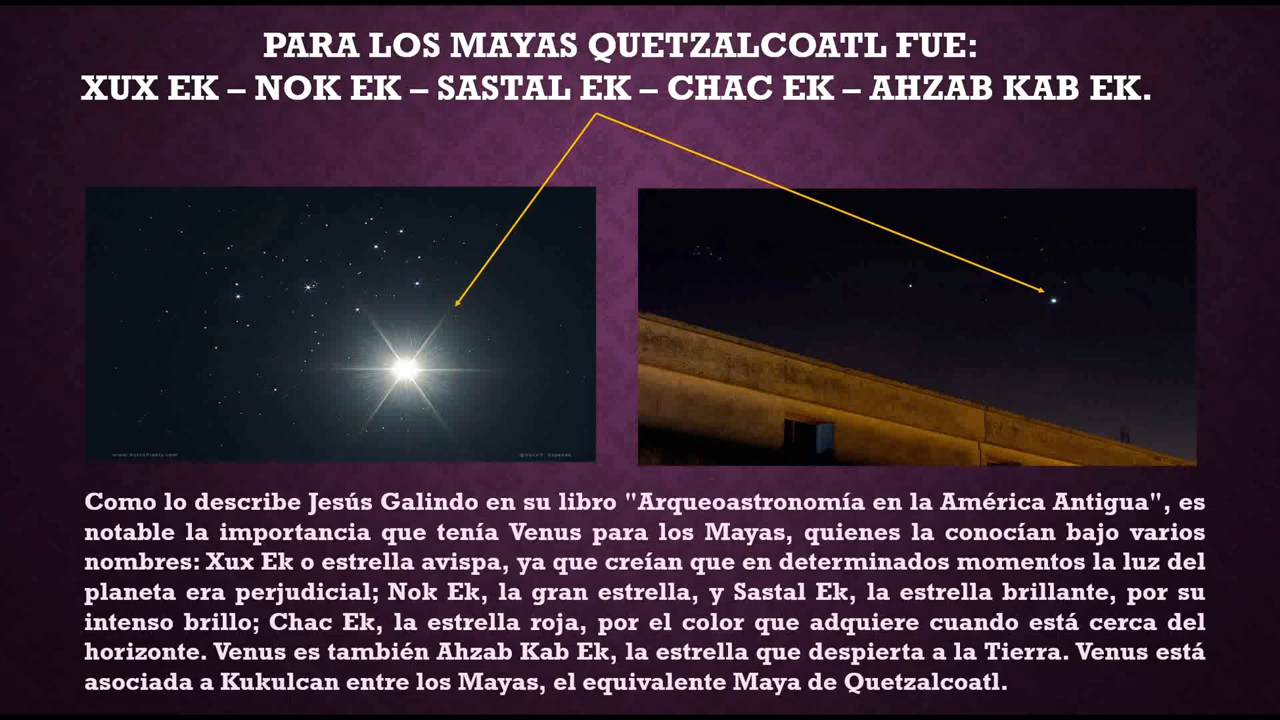 PARA LOS MAYAS QUETZALCOATL FUE:
XUX EK – NOK EK – SASTAL EK – CHAC EK – AHZAB KAB EK.
Como lo describe Jesús Galindo en su libro "Arqueoastronomía en la América Antigua", es
notable la importancia que tenía Venus para los Mayas, quienes la conocían bajo varios
nombres: Xux Ek o estrella avispa, ya que creían que en determinados momentos la luz del
planeta era perjudicial; Nok Ek, la gran estrella, y Sastal Ek, la estrella brillante, por su
intenso brillo; Chac Ek, la estrella roja, por el color que adquiere cuando está cerca del
horizonte. Venus es también Ahzab Kab Ek, la estrella que despierta a la Tierra. Venus está
asociada a Kukulcan entre los Mayas, el equivalente Maya de Quetzalcoatl.